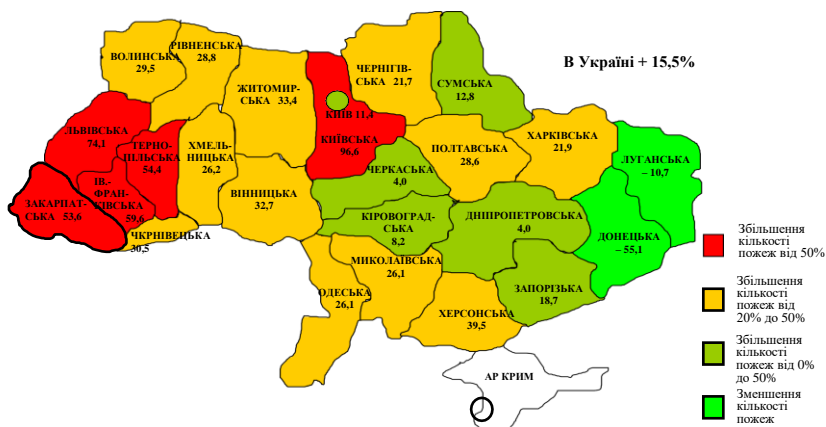 В Україні + 15,5%
ВОЛИНСЬКА
29,5
РІВНЕНСЬКА
28,8
ЖИТОМИР-
СЬКА 33,4
ЧЕРНІГІВ-
СЬКА 21,7
СУМСЬКА
12,8
КИЇВ 11,4
КИЇВСЬКА
96,6
ЛЬВІВСЬКА
74,1
ТЕРНО-
ПІЛЬСЬКА
54,4
ХМЕЛЬ-
НИЦЬКА
26,2
ПОЛТАВСЬКА
28,6
ХАРКІВСЬКА
21,9
ЛУГАНСЬКА
– 10,7
ЧЕРКАСЬКА
4,0
ІВ.-
ФРАН-
КІВСЬКА
59,6
ЗАКАРПАТ-
СЬКА 53,6
ВІННИЦЬКА
32,7
КІРОВОГРАД-
СЬКА
8,2
ДНІПРОПЕТРОВСЬКА
4,0
ДОНЕЦЬКА
– 55,1
ЧКРНІВЕЦЬКА
30,5
МИКОЛАЇВСЬКА
26,1
ОДЕСЬКА
26,1
ЗАПОРІЗЬКА
18,7
ХЕРСОНСЬКА
39,5
АР КРИМ
Збільшення
кількості
пожеж від 50%
Збільшення
кількості
пожеж від
20% до 50%
Збільшення
кількості
пожеж від 0%
до 50%
Зменшення
кількості
пожеж